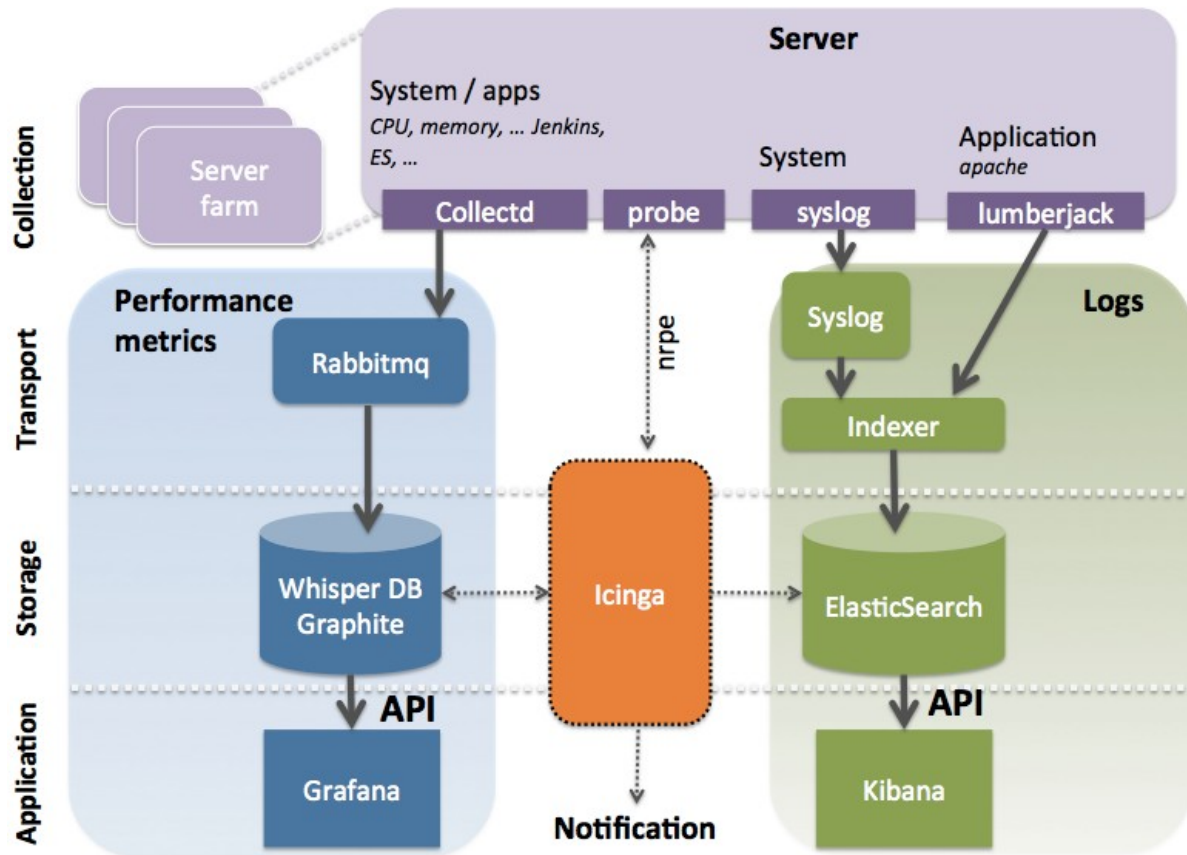 Server
System / apps
CPU, memory, ... Jenkins,
ES, ...
System
Application
apache
Collection
Server
farm
Collectd
probe
syslog
lumberjack
Performance
metrics
Logs
Transport
Rabbitmq
nrpe
Syslog
Indexer
Storage
Whisper DB
Graphite
Icinga
ElasticSearch
API
API
Application
Grafana
Kibana
Notification